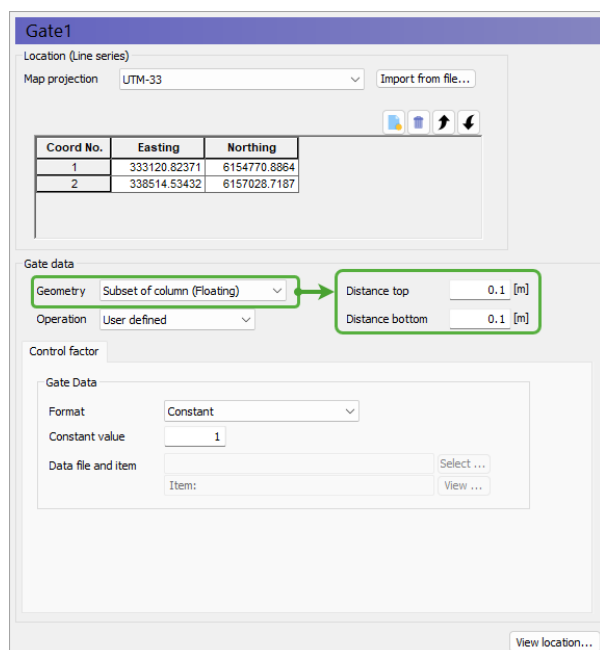 Gate1
Location (Line series)
Map projection UTM-33 Import from file...
Coord No. Easting Northing
1 333120.82371 6154770.8864
2 338514.53432 6157028.7187
Gate data
Geometry Subset of column (Floating) Distance top 0.1 [m]
Operation User defined Distance bottom 0.1 [m]
Control factor
Gate Data
Format Constant
Constant value 1
Data file and item Select ...
Item: View ...
View location...